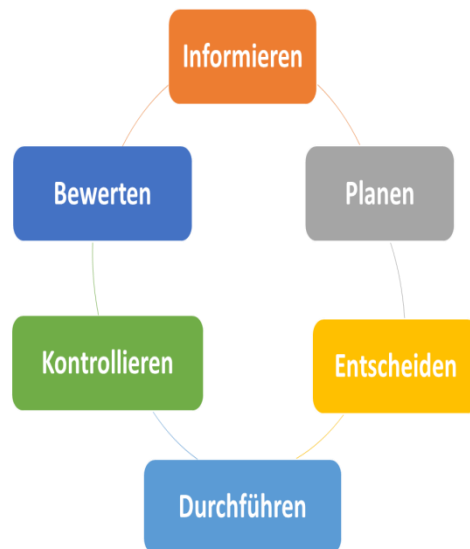 Informieren
Planen
Entscheiden
Durchführen
Kontrollieren
Bewerten